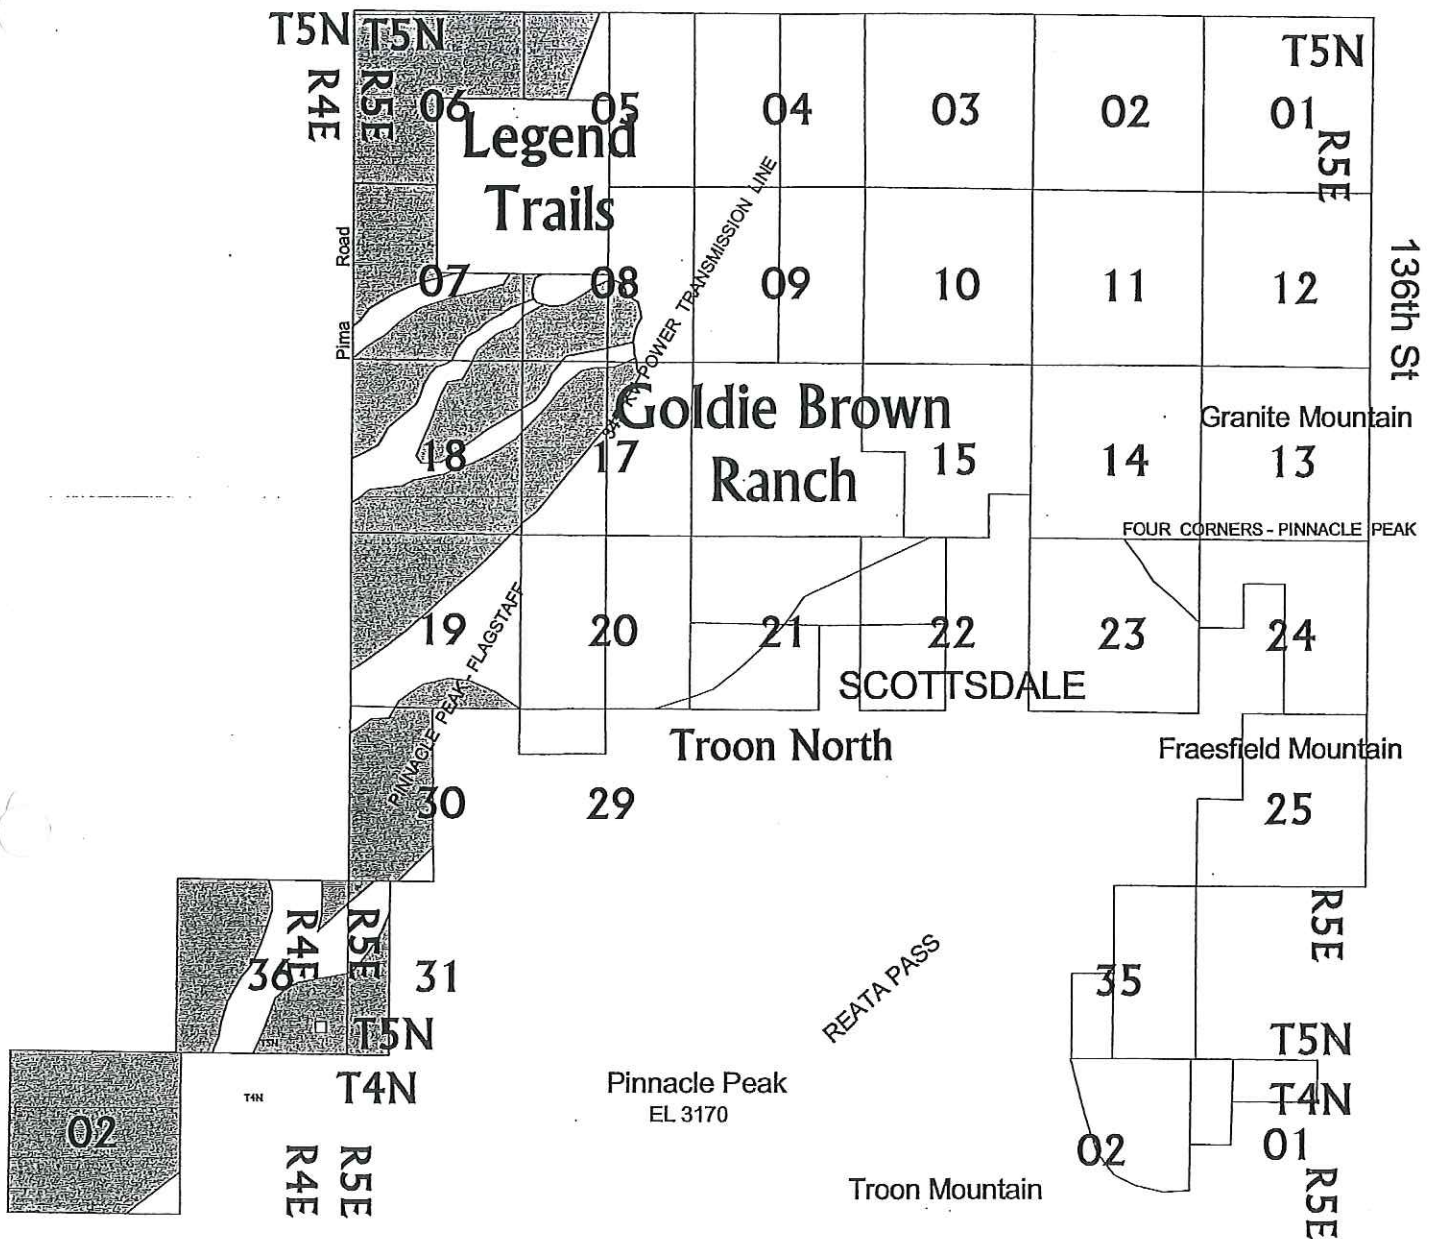 T5N T5N T5N
R4E R5E 06 05 04 03 02 01 R5E
Legend
Trails
Pima Road
07 08 09 10 11 12
136th St
345 KV POWER TRANSMISSION LINE
Goldie Brown
Ranch
Granite Mountain
18 17 15 14 13
FOUR CORNERS - PINNACLE PEAK
19 20 21 22 23 24
PINNACLE PEAK - FLAGSTAFF
SCOTTSDALE
Troon North
Fraesfield Mountain
30 29 25
R4E R5E R5E
36 31 35
REATA PASS
T5N T5N T5N
T4N T4N T4N
Pinnacle Peak
EL 3170
02 02 01
R4E R5E R5E
Troon Mountain